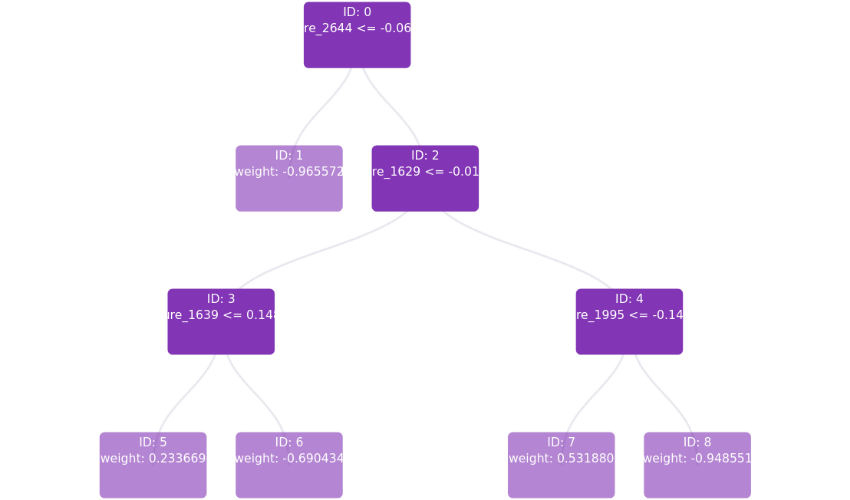 ID: 0
re_2644 <= -0.06
ID: 1
weight: -0.965572
ID: 2
re_1629 <= -0.01
ID: 3
ure_1639 <= 0.148
ID: 4
re_1995 <= -0.14
ID: 5
weight: 0.233669
ID: 6
weight: -0.690434
ID: 7
weight: 0.531880
ID: 8
weight: -0.948551